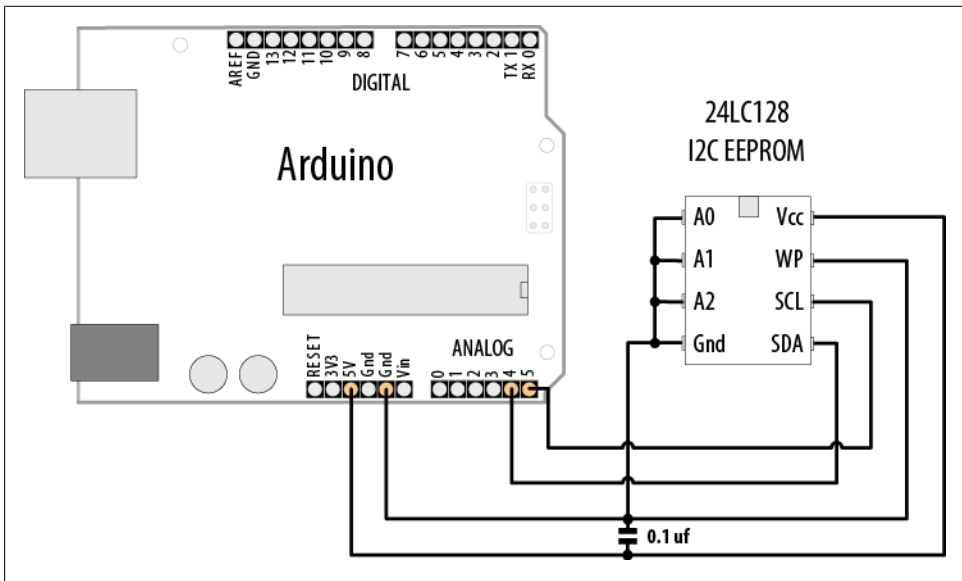 AREF
GND
13
12
11
10
9
8
7
6
5
4
3
2
TX 1
RX 0
DIGITAL
Arduino
24LC128
I2C EEPROM
A0
Vcc
A1
WP
A2
SCL
Gnd
SDA
RESET
3V3
5V
Gnd
Gnd
Vin
ANALOG
0
1
2
3
4
5
0.1 uf